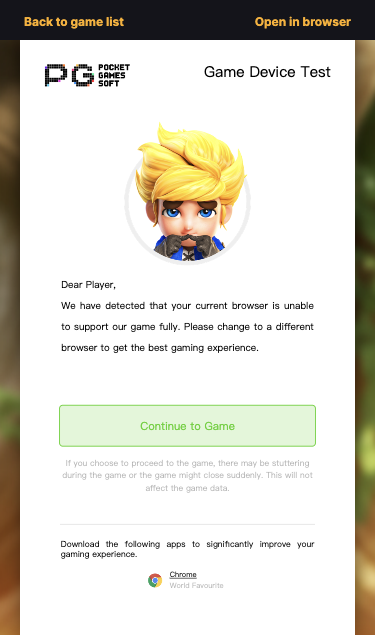 Back to game list
Open in browser
PG POCKET GAMES SOFT
Game Device Test
Dear Player,
We have detected that your current browser is unable
to support our game fully. Please change to a different
browser to get the best gaming experience.
Continue to Game
If you choose to proceed to the game, there may be stuttering
during the game or the game might close suddenly. This will not
affect the game data.
Download the following apps to significantly improve your
gaming experience.
Chrome
World Favourite